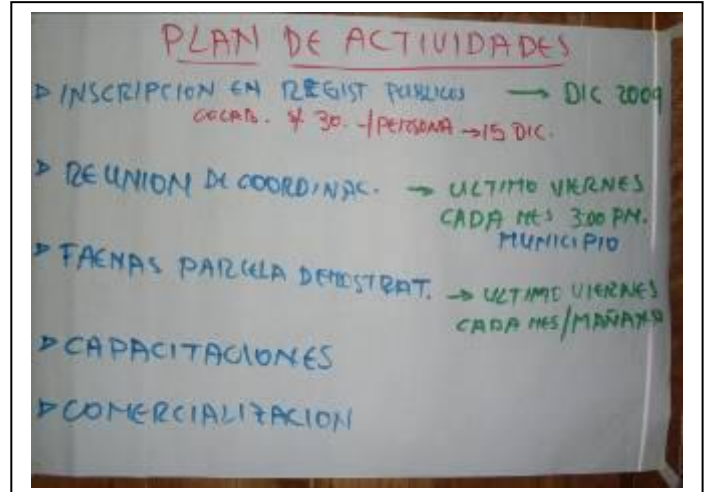 PLAN DE ACTIVIDADES
INSCRIPCION EN REGIST PUBLICOS → DIC 2009
S/ 30.-/PERSONA → 15 DIC.
REUNION DE COORDINAC. → ULTIMO VIERNES
CADA MES 3:00 PM.
MUNICIPIO
FAENAS PARCELA DEMOSTRAT. → ULTIMO VIERNES
CADA MES/MAÑANA
CAPACITACIONES
COMERCIALIZACION